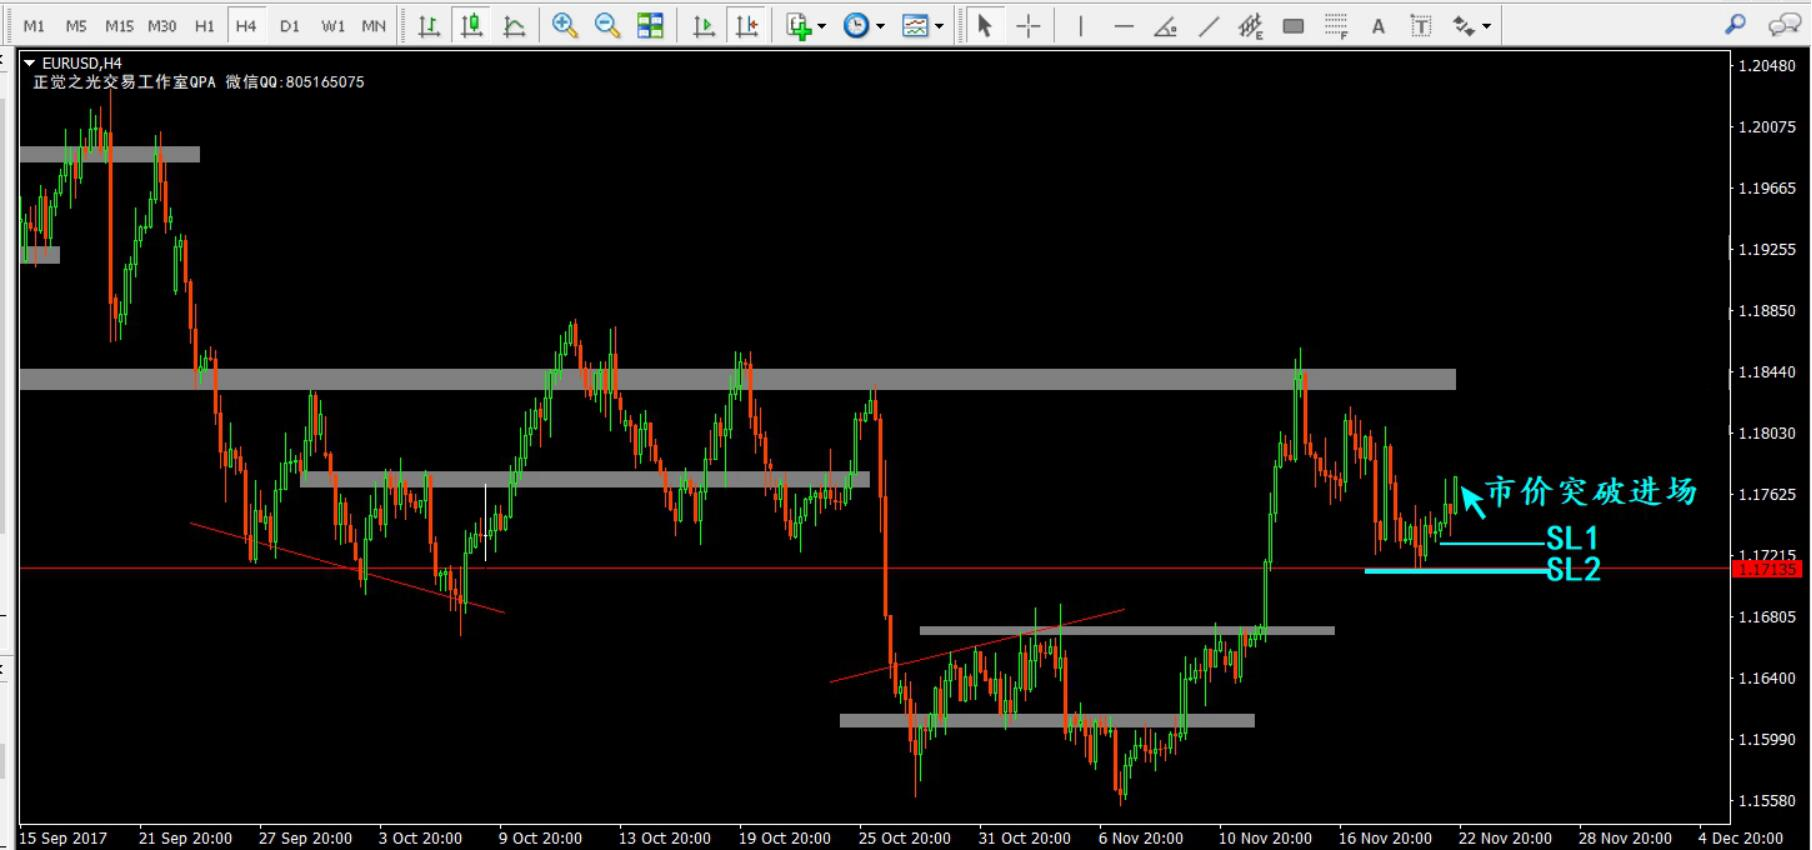 M1 M5 M15 M30 H1 H4 D1 W1 MN E F A T
EURUSD,H4
正觉之光交易工作室QPA 微信QQ:805165075
1.20480
1.20075
1.19665
1.19255
1.18850
1.18440
1.18030
市价突破进场
1.17625
SL1
1.17215
SL2
1.17135
1.16805
1.16400
1.15990
1.15580
15 Sep 2017 21 Sep 20:00 27 Sep 20:00 3 Oct 20:00 9 Oct 20:00 13 Oct 20:00 19 Oct 20:00 25 Oct 20:00 31 Oct 20:00 6 Nov 20:00 10 Nov 20:00 16 Nov 20:00 22 Nov 20:00 28 Nov 20:00 4 Dec 20:00